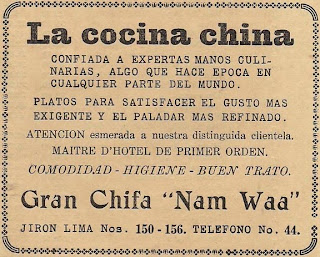 La cocina china
CONFIADA A EXPERTAS MANOS CULI-
NARIAS, ALGO QUE HACE EPOCA EN
CUALQUIER PARTE DEL MUNDO.
PLATOS PARA SATISFACER EL GUSTO MAS
EXIGENTE Y EL PALADAR MAS REFINADO.
ATENCION esmerada a nuestra distinguida clientela.
MAITRE D'HOTEL DE PRIMER ORDEN.
COMODIDAD - HIGIENE - BUEN TRATO.
Gran Chifa "Nam Waa"
JIRON LIMA Nos. 150 - 156. TELEFONO No. 44.